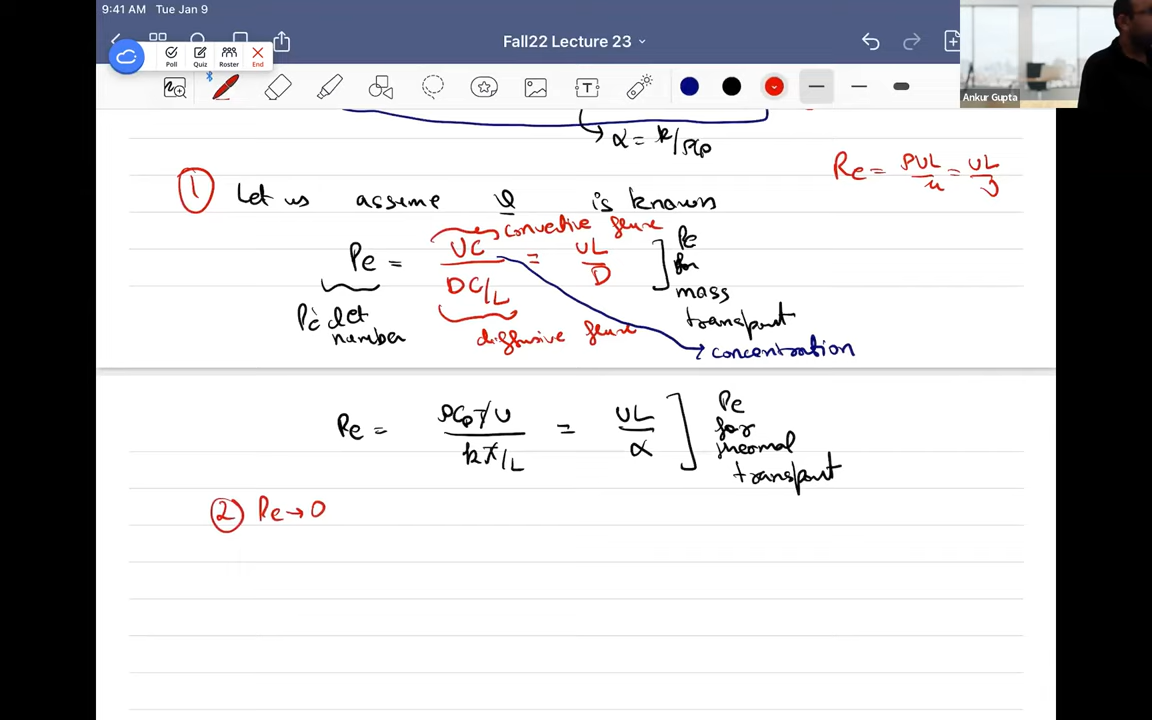 9:41 AM Tue Jan 9
Fall22 Lecture 23
Poll Quiz Roster End
Ankur Gupta
α = k/ρCp
Re = ρUL/μ = UL/ν
① Let us assume v is known
convective flux
Pe = UC / DC/L = UL/D ] Pe for mass transport
Pèclet number
diffusive flux
concentration
Pe = ρCpTU / kT/L = UL/α ] Pe for thermal transport
② Pe → 0